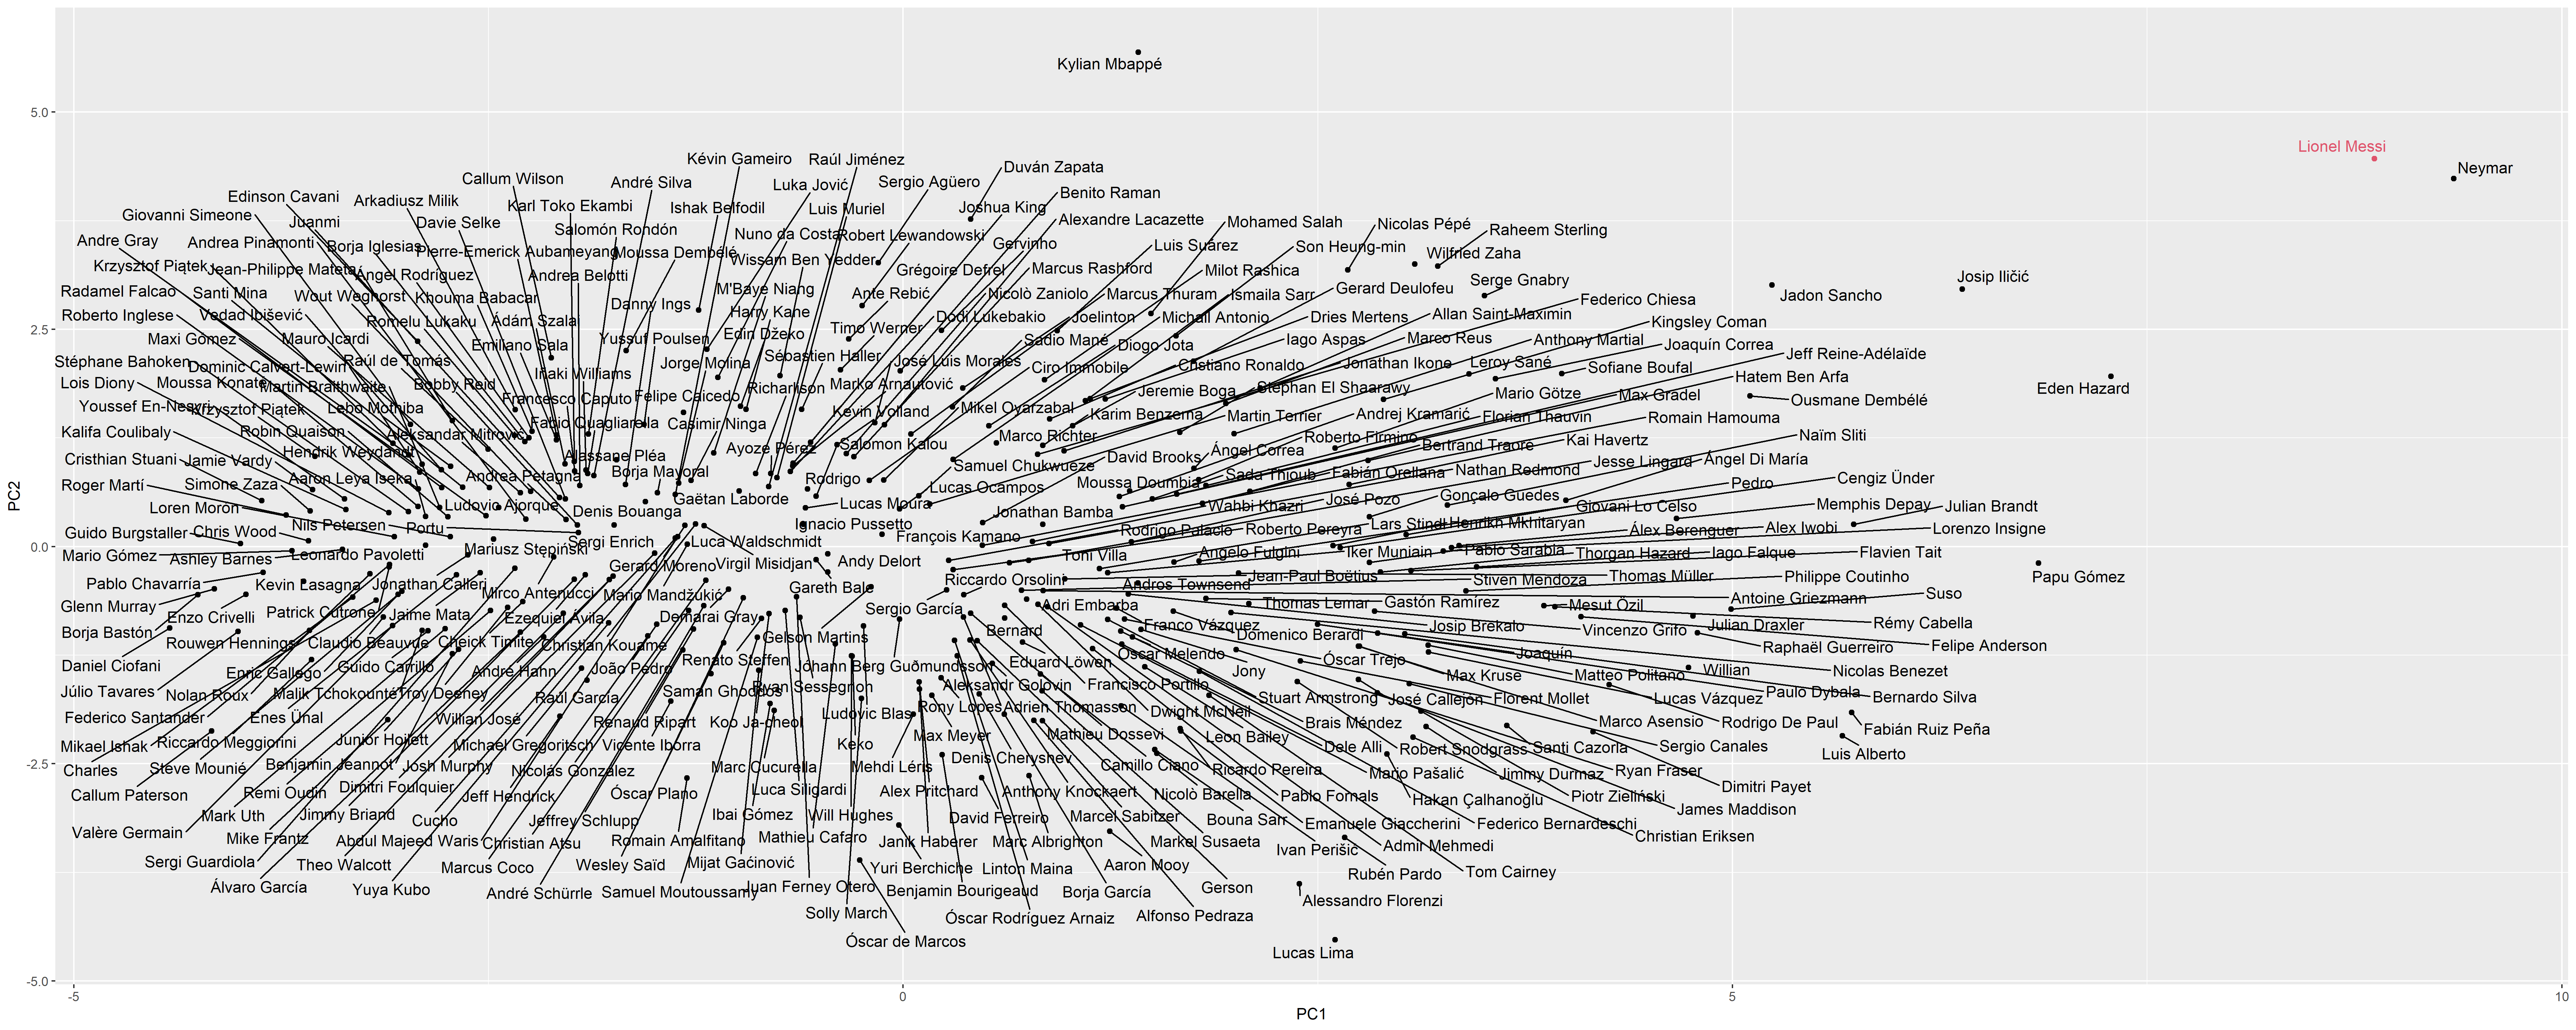 Kylian Mbappé
5.0
Lionel Messi
Neymar
Kévin Gameiro
Raúl Jiménez
Duván Zapata
Callum Wilson
André Silva
Luka Jović
Sergio Agüero
Benito Raman
Edinson Cavani
Arkadiusz Milik
Karl Toko Ekambi
Ishak Belfodil
Luis Muriel
Joshua King
Alexandre Lacazette
Giovanni Simeone
Juanmi
Davie Selke
Salomón Rondón
Nuno da Costa
Robert Lewandowski
Gervinho
Mohamed Salah
Nicolas Pépé
Raheem Sterling
Andre Gray
Andrea Pinamonti
Borja Iglesias
Pierre-Emerick Aubameyang
Moussa Dembélé
Wissam Ben Yedder
Luis Suárez
Son Heung-min
Wilfried Zaha
Krzysztof Piątek
Jean-Philippe Mateta
Ángel Rodríguez
Andrea Belotti
Grégoire Defrel
Marcus Rashford
Milot Rashica
Serge Gnabry
Josip Iličić
Radamel Falcao
Santi Mina
Wout Weghorst
Khouma Babacar
Danny Ings
M'Baye Niang
Ante Rebić
Nicolò Zaniolo
Marcus Thuram
Ismaila Sarr
Gerard Deulofeu
Federico Chiesa
Jadon Sancho
Roberto Inglese
Vedad Ibišević
Romelu Lukaku
Ádám Szalai
Harry Kane
Timo Werner
Dodi Lukebakio
Joelinton
Michail Antonio
Dries Mertens
Allan Saint-Maximin
Kingsley Coman
2.5
Maxi Gómez
Mauro Icardi
Emiliano Sala
Yussuf Poulsen
Edin Džeko
Sadio Mané
Diogo Jota
Iago Aspas
Marco Reus
Anthony Martial
Joaquín Correa
Stéphane Bahoken
Dominic Calvert-Lewin
Raúl de Tomás
Iñaki Williams
Jorge Molina
Sébastien Haller
José Luis Morales
Ciro Immobile
Cristiano Ronaldo
Jonathan Ikone
Leroy Sané
Sofiane Boufal
Jeff Reine-Adélaïde
Lois Diony
Moussa Konaté
Martin Braithwaite
Bobby Reid
Francesco Caputo
Felipe Caicedo
Richarlison
Marko Arnautović
Jeremie Boga
Stephan El Shaarawy
Mario Götze
Max Gradel
Hatem Ben Arfa
Eden Hazard
Ousmane Dembélé
Youssef En-Nesyri
Krzysztof Piątek
Lebo Mothiba
Fabio Quagliarella
Casimir Ninga
Kevin Volland
Mikel Oyarzabal
Karim Benzema
Martin Terrier
Andrej Kramarić
Florian Thauvin
Romain Hamouma
Kalifa Coulibaly
Robin Quaison
Aleksandar Mitrović
Alassane Pléa
Ayoze Pérez
Salomon Kalou
Marco Richter
Ángel Correa
Roberto Firmino
Bertrand Traoré
Kai Havertz
Naïm Sliti
Cristhian Stuani
Jamie Vardy
Hendrik Weydandt
Andrea Petagna
Borja Mayoral
Rodrigo
Samuel Chukwueze
David Brooks
Sada Thioub
Fabián Orellana
Nathan Redmond
Jesse Lingard
Ángel Di María
Roger Martí
Simone Zaza
Aaron Leya Iseka
Ludovic Ajorque
Gaëtan Laborde
Lucas Moura
Lucas Ocampos
Moussa Doumbia
Wahbi Khazri
José Pozo
Gonçalo Guedes
Pedro
Cengiz Ünder
Loren Morón
Nils Petersen
Portu
Denis Bouanga
Ignacio Pussetto
Jonathan Bamba
Giovani Lo Celso
Memphis Depay
Julian Brandt
Guido Burgstaller
Chris Wood
Sergi Enrich
Luca Waldschmidt
François Kamano
Rodrigo Palacio
Roberto Pereyra
Lars Stindl
Henrikh Mkhitaryan
Álex Berenguer
Alex Iwobi
Lorenzo Insigne
0.0
Mario Gómez
Ashley Barnes
Leonardo Pavoletti
Mariusz Stępiński
Gerard Moreno
Virgil Misidjan
Andy Delort
Toni Villa
Angelo Fulgini
Iker Muniain
Pablo Sarabia
Thorgan Hazard
Iago Falque
Flavien Tait
Pablo Chavarría
Kevin Lasagna
Jonathan Calleri
Mirco Antenucci
Mario Mandžukić
Gareth Bale
Riccardo Orsolini
Andros Townsend
Jean-Paul Boëtius
Stiven Mendoza
Thomas Müller
Philippe Coutinho
Papu Gómez
Glenn Murray
Enzo Crivelli
Patrick Cutrone
Jaime Mata
Ezequiel Ávila
Demarai Gray
Sergio García
Adri Embarba
Thomas Lemar
Gastón Ramírez
Mesut Özil
Antoine Griezmann
Suso
Borja Bastón
Rouwen Hennings
Claudio Beauvue
Cheick Timite
Christian Kouame
Gelson Martins
Bernard
Franco Vázquez
Domenico Berardi
Josip Brekalo
Vincenzo Grifo
Julian Draxler
Rémy Cabella
Daniel Ciofani
Enric Gallego
Guido Carrillo
André Hahn
João Pedro
Renato Steffen
Jóhann Berg Guðmundsson
Eduard Löwen
Óscar Melendo
Jony
Óscar Trejo
Joaquín
Raphaël Guerreiro
Felipe Anderson
Júlio Tavares
Nolan Roux
Malik Tchokounté
Troy Deeney
Raúl García
Saman Ghoddos
Ryan Sessegnon
Aleksandr Golovin
Francisco Portillo
Stuart Armstrong
Max Kruse
Matteo Politano
Willian
Nicolas Benezet
Federico Santander
Enes Ünal
Willian José
Renaud Ripart
Koo Ja-cheol
Ludovic Blas
Rony Lopes
Adrien Thomasson
Dwight McNeil
José Callejón
Florent Mollet
Lucas Vázquez
Paulo Dybala
Bernardo Silva
Mikael Ishak
Riccardo Meggiorini
Junior Hoilett
Michael Gregoritsch
Vicente Iborra
Keko
Max Meyer
Mathieu Dossevi
Leon Bailey
Brais Méndez
Marco Asensio
Rodrigo De Paul
Fabián Ruiz Peña
Charles
Steve Mounié
Benjamin Jeannot
Josh Murphy
Nicolás González
Marc Cucurella
Mehdi Léris
Denis Cheryshev
Camillo Ciano
Ricardo Pereira
Dele Alli
Robert Snodgrass
Santi Cazorla
Sergio Canales
Luis Alberto
-2.5
Callum Paterson
Remi Oudin
Dimitri Foulquier
Jeff Hendrick
Óscar Plano
Luca Siligardi
Alex Pritchard
Anthony Knockaert
Nicolò Barella
Pablo Fornals
Mario Pašalić
Jimmy Durmaz
Ryan Fraser
Dimitri Payet
Mark Uth
Jimmy Briand
Cucho
Jeffrey Schlupp
Ibai Gómez
Will Hughes
David Ferreiro
Marcel Sabitzer
Bouna Sarr
Emanuele Giaccherini
Hakan Çalhanoğlu
Piotr Zieliński
James Maddison
Valère Germain
Mike Frantz
Abdul Majeed Waris
Christian Atsu
Romain Amalfitano
Mathieu Cafaro
Janik Haberer
Marc Albrighton
Markel Susaeta
Ivan Perišić
Admir Mehmedi
Federico Bernardeschi
Christian Eriksen
Sergi Guardiola
Theo Walcott
Marcus Coco
Wesley Saïd
Mijat Gaćinović
Yuri Berchiche
Linton Maina
Aaron Mooy
Rubén Pardo
Tom Cairney
Álvaro García
Yuya Kubo
André Schürrle
Samuel Moutoussamy
Juan Ferney Otero
Benjamin Bourigeaud
Borja García
Gerson
Alessandro Florenzi
Solly March
Óscar Rodríguez Arnaiz
Alfonso Pedraza
Óscar de Marcos
Lucas Lima
-5.0
-5
0
5
10
PC1
PC2